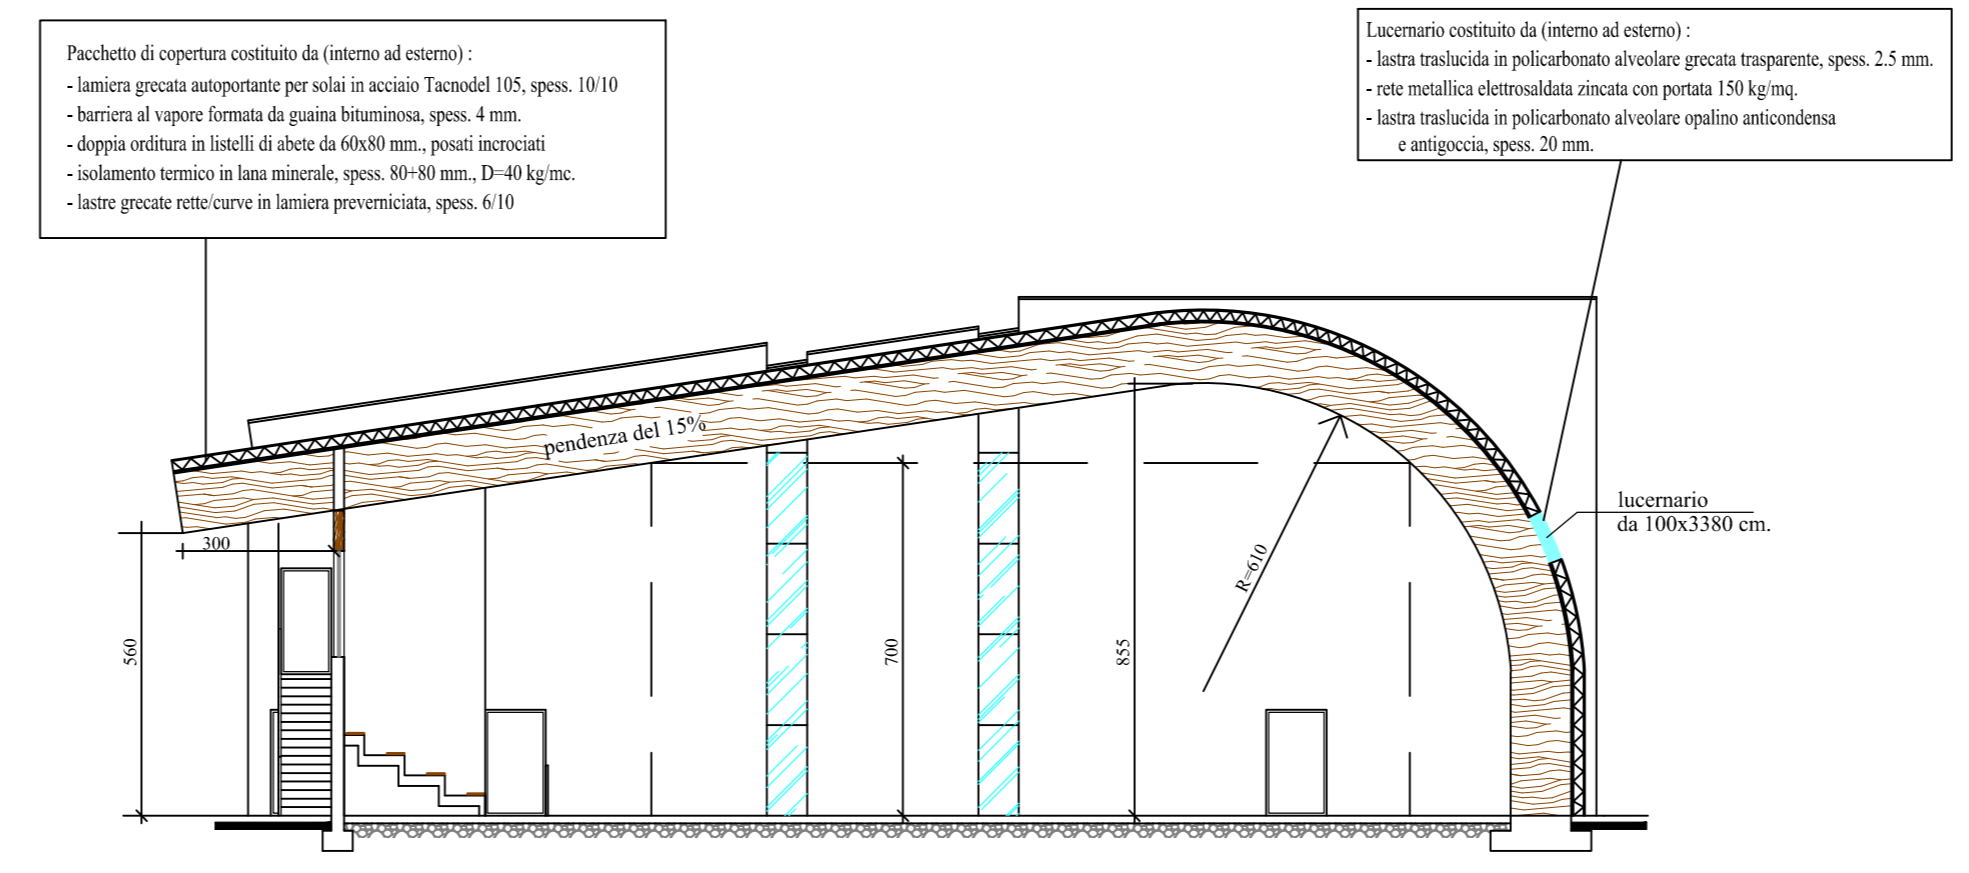 Pacchetto di copertura costituito da (interno ad esterno) :
- lamiera grecata autoportante per solai in acciaio Tacnodel 105, spess. 10/10
- barriera al vapore formata da guaina bituminosa, spess. 4 mm.
- doppia orditura in listelli di abete da 60x80 mm., posati incrociati
- isolamento termico in lana minerale, spess. 80+80 mm., D=40 kg/mc.
- lastre grecate rette/curve in lamiera preverniciata, spess. 6/10
Lucernario costituito da (interno ad esterno) :
- lastra traslucida in policarbonato alveolare grecata trasparente, spess. 2.5 mm.
- rete metallica elettrosaldata zincata con portata 150 kg/mq.
- lastra traslucida in policarbonato alveolare opalino anticondensa
e antigoccia, spess. 20 mm.
pendenza del 15%
lucernario
da 100x3380 cm.
300
R=610
560
700
855